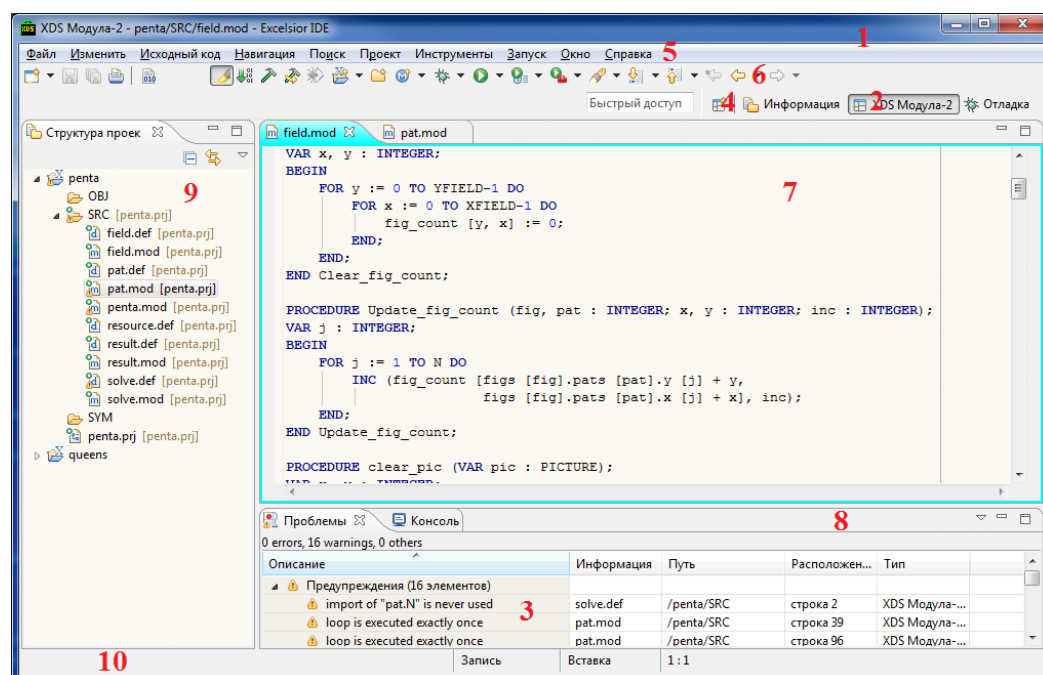 XDS Модула-2 - penta/SRC/field.mod - Excelsior IDE
1
Файл Изменить Исходный код Навигация Поиск Проект Инструменты Запуск Окно Справка 5
010
6
Быстрый доступ 4 Информация 2 XDS Модула-2 Отладка
Структура проек
9
penta
OBJ
SRC [penta.prj]
field.def [penta.prj]
field.mod [penta.prj]
pat.def [penta.prj]
pat.mod [penta.prj]
penta.mod [penta.prj]
resource.def [penta.prj]
result.def [penta.prj]
result.mod [penta.prj]
solve.def [penta.prj]
solve.mod [penta.prj]
SYM
penta.prj [penta.prj]
queens
field.mod pat.mod
7
VAR x, y : INTEGER;
BEGIN
FOR y := 0 TO YFIELD-1 DO
FOR x := 0 TO XFIELD-1 DO
fig_count [y, x] := 0;
END;
END;
END Clear_fig_count;
PROCEDURE Update_fig_count (fig, pat : INTEGER; x, y : INTEGER; inc : INTEGER);
VAR j : INTEGER;
BEGIN
FOR j := 1 TO N DO
INC (fig_count [figs [fig].pats [pat].y [j] + y,
figs [fig].pats [pat].x [j] + x], inc);
END;
END Update_fig_count;
PROCEDURE clear_pic (VAR pic : PICTURE);
VAR x, y : INTEGER;
Проблемы Консоль 8
0 errors, 16 warnings, 0 others
Описание Информация Путь Расположен... Тип
Предупреждения (16 элементов)
import of "pat.N" is never used 3 solve.def /penta/SRC строка 2 XDS Модула-...
loop is executed exactly once pat.mod /penta/SRC строка 39 XDS Модула-...
loop is executed exactly once pat.mod /penta/SRC строка 96 XDS Модула-...
10 Запись Вставка 1:1